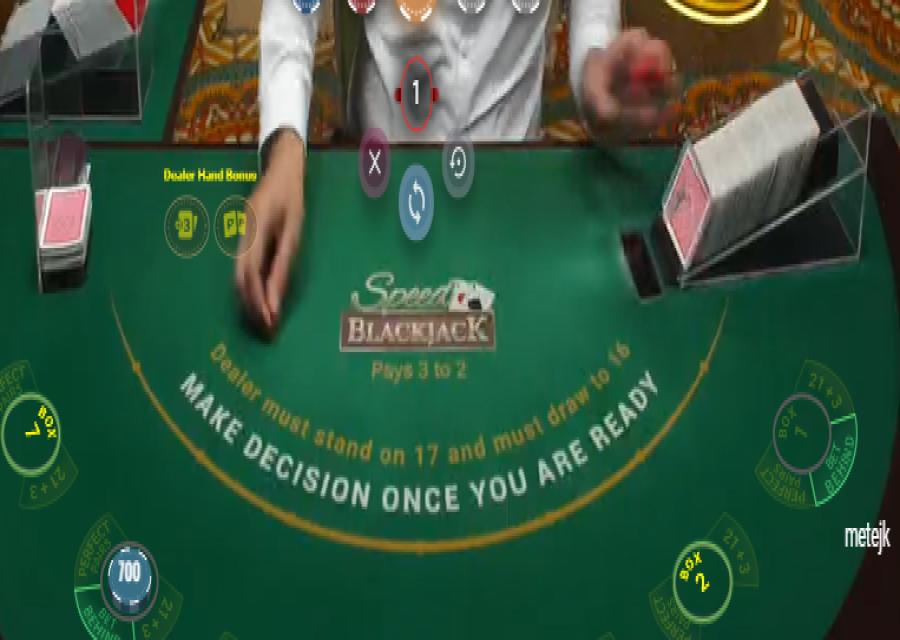 1
X
Dealer Hand Bonus
Speed
BLACKJACK
Pays 3 to 2
Dealer must stand on 17 and must draw to 16
MAKE DECISION ONCE YOU ARE READY
PERFECT PAIRS
BOX
21+3
21+3
BOX
7
BET BEHIND
PERFECT PAIRS
metejk
PERFECT PAIRS
700
BET BEHIND
21+3
21+3
BOX
2
PERFECT PAIRS